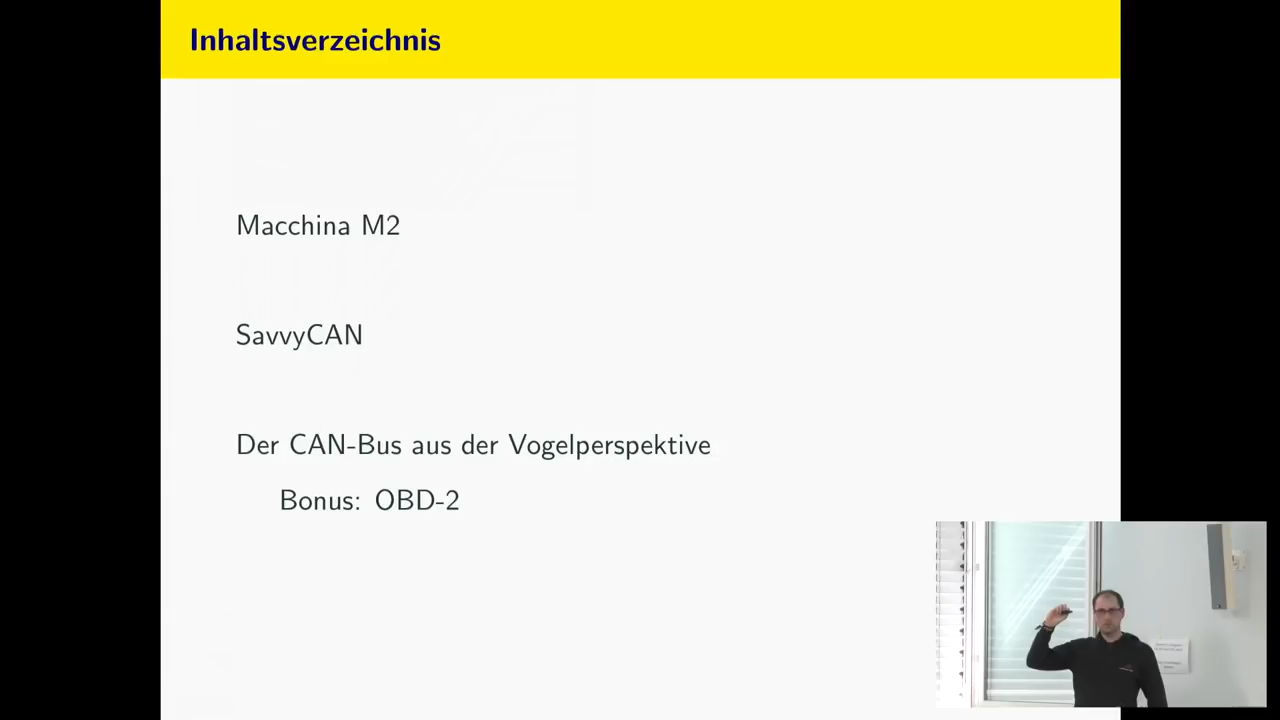 Inhaltsverzeichnis
Macchina M2
SavvyCAN
Der CAN-Bus aus der Vogelperspektive
Bonus: OBD-2